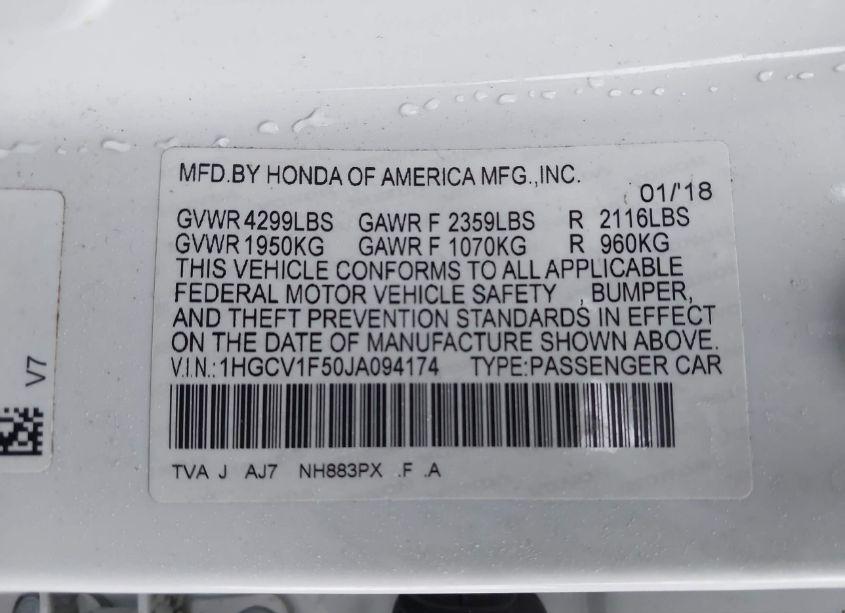 MFD.BY HONDA OF AMERICA MFG.,INC.
01/'18
GVWR 4299LBS GAWR F 2359LBS R 2116LBS
GVWR 1950KG GAWR F 1070KG R 960KG
THIS VEHICLE CONFORMS TO ALL APPLICABLE
FEDERAL MOTOR VEHICLE SAFETY , BUMPER,
AND THEFT PREVENTION STANDARDS IN EFFECT
ON THE DATE OF MANUFACTURE SHOWN ABOVE.
V.I.N.:1HGCV1F50JA094174 TYPE:PASSENGER CAR
TVA J AJ7 NH883PX .F .A
V7